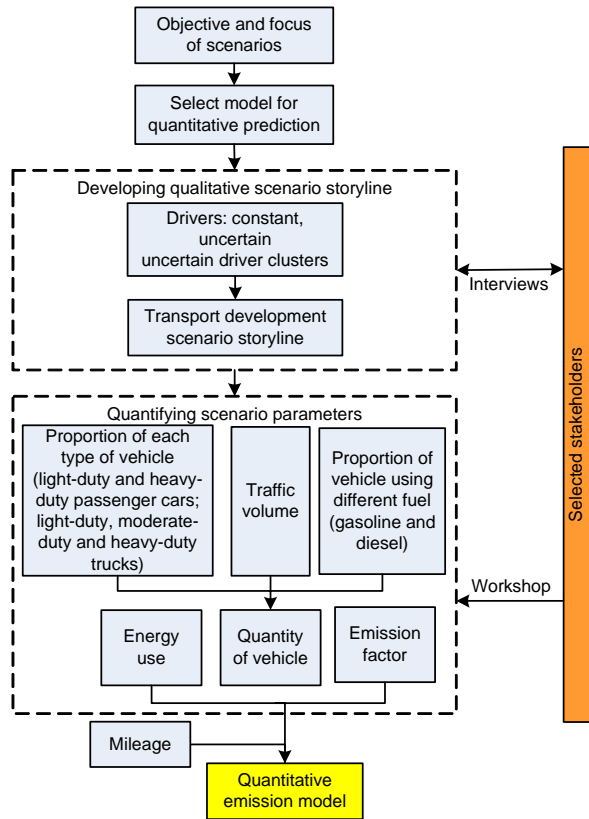 Objective and focus
of scenarios
Select model for
quantitative prediction
Developing qualitative scenario storyline
Drivers: constant,
uncertain
uncertain driver clusters
Transport development
scenario storyline
Interviews
Selected stakeholders
Quantifying scenario parameters
Proportion of each
type of vehicle
(light-duty and heavy-
duty passenger cars;
light-duty, moderate-
duty and heavy-duty
trucks)
Traffic
volume
Proportion of
vehicle using
different fuel
(gasoline and
diesel)
Workshop
Energy
use
Quantity
of vehicle
Emission
factor
Mileage
Quantitative
emission model